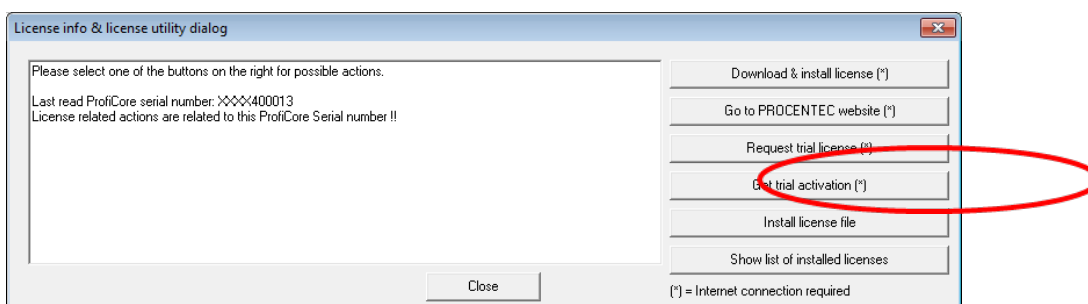 License info & license utility dialog
Please select one of the buttons on the right for possible actions.
Last read ProfiCore serial number: XXXX400013
License related actions are related to this ProfiCore Serial number !!
Download & install license (*)
Go to PROCENTEC website (*)
Request trial license (*)
Get trial activation (*)
Install license file
Show list of installed licenses
Close
(*) = Internet connection required